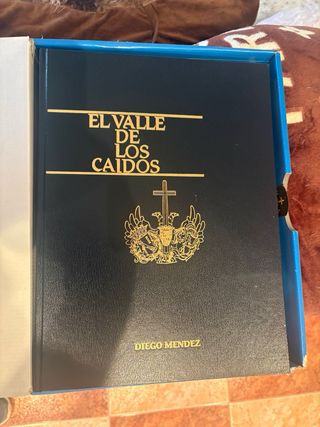 EL VALLE
DE
LOS
CAIDOS
DIEGO MENDEZ